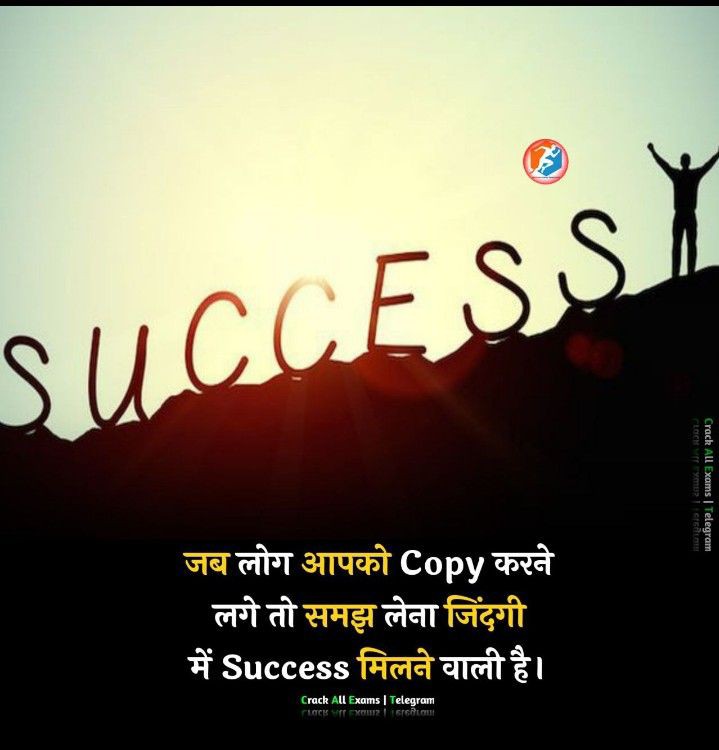 SUCCESS
Crack All Exams | Telegram
जब लोग आपको Copy करने
लगे तो समझ लेना जिंदगी
में Success मिलने वाली है।
Crack All Exams | Telegram